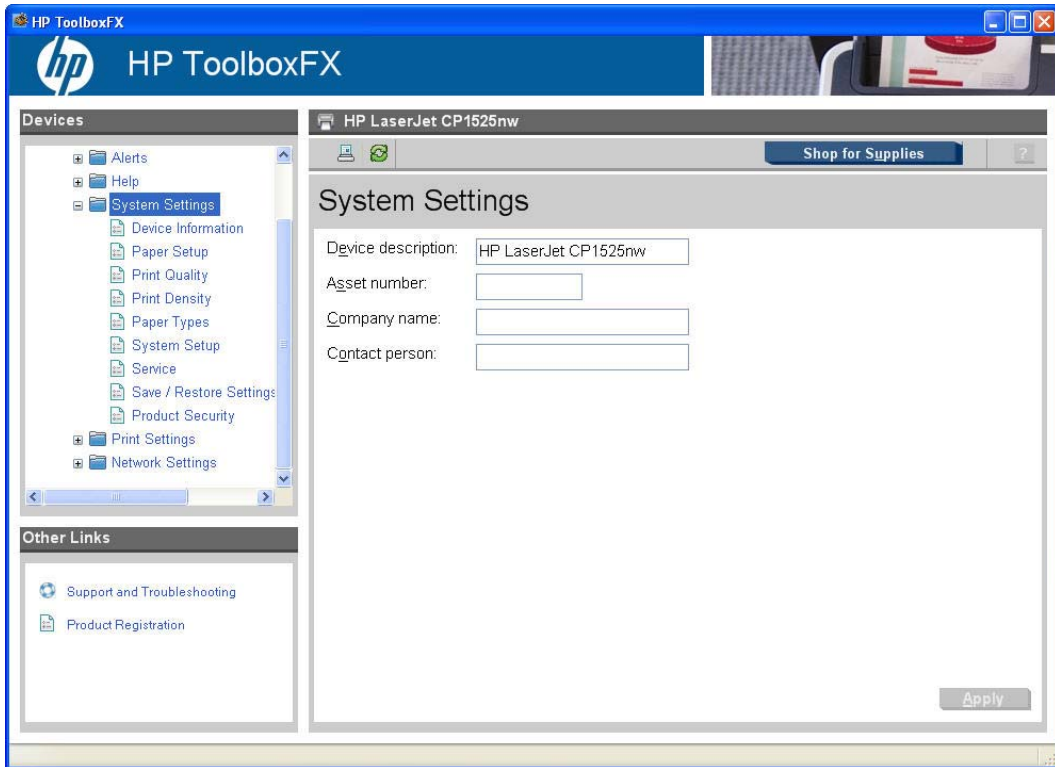 HP ToolboxFX
hp HP ToolboxFX
Devices
Alerts
Help
System Settings
Device Information
Paper Setup
Print Quality
Print Density
Paper Types
System Setup
Service
Save / Restore Settings
Product Security
Print Settings
Network Settings
Other Links
Support and Troubleshooting
Product Registration
HP LaserJet CP1525nw
Shop for Supplies ?
System Settings
Device description: HP LaserJet CP1525nw
Asset number:
Company name:
Contact person:
Apply